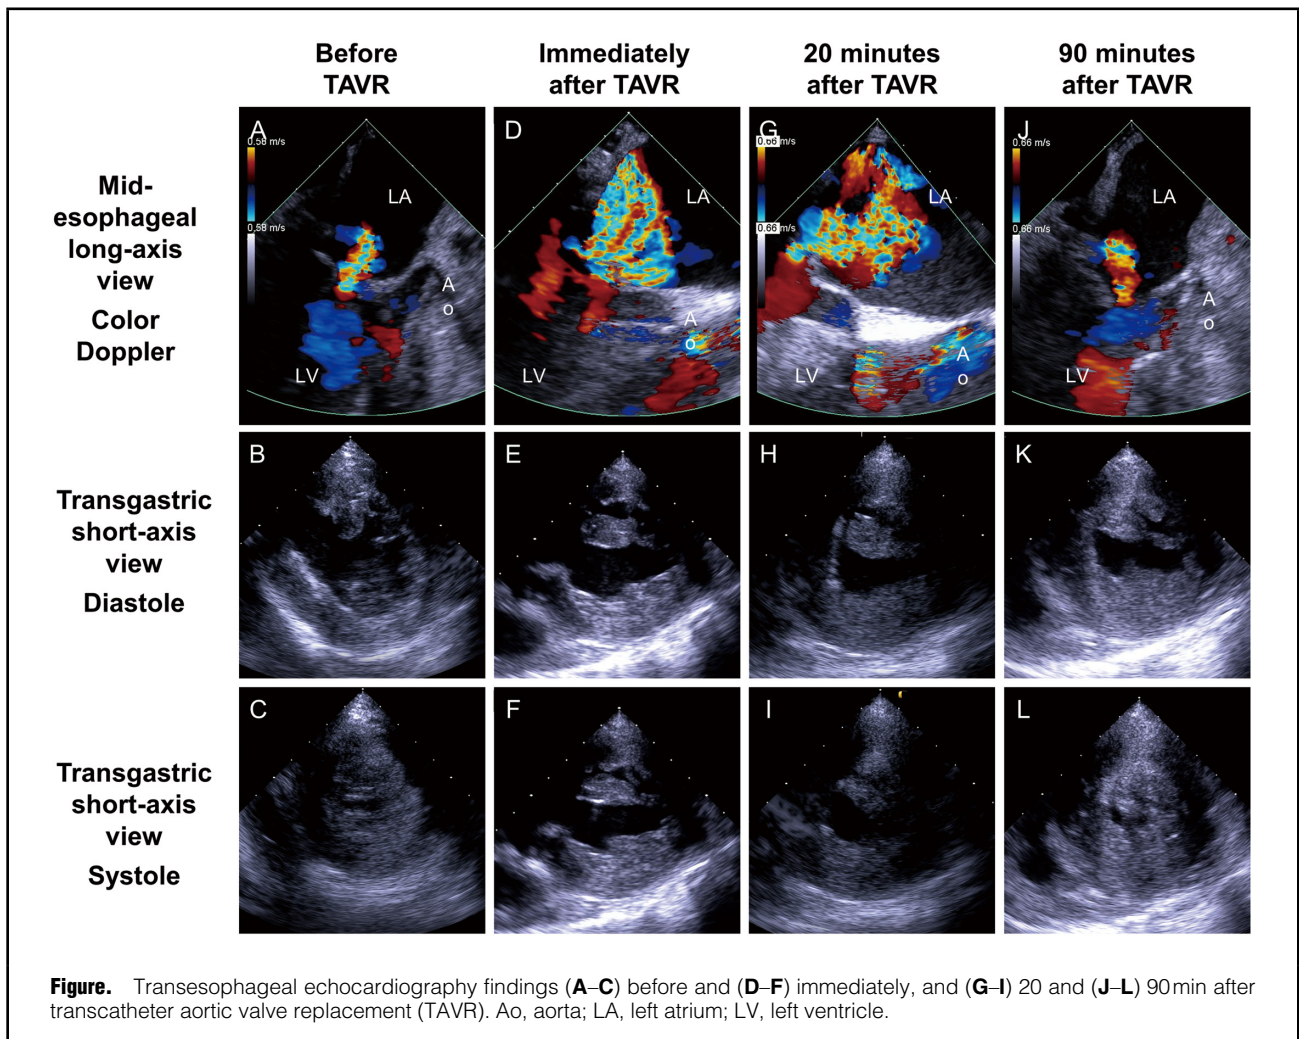 Before
TAVR
Immediately
after TAVR
20 minutes
after TAVR
90 minutes
after TAVR
Mid-
esophageal
long-axis
view
Color
Doppler
A
0.58 m/s
0.58 m/s
LA
A
o
LV
D
LA
A
o
LV
G
0.66 m/s
0.66 m/s
LA
LV
A
o
J
0.66 m/s
0.66 m/s
LA
A
o
LV
Transgastric
short-axis
view
Diastole
B
E
H
K
Transgastric
short-axis
view
Systole
C
F
I
L
Figure. Transesophageal echocardiography findings (A–C) before and (D–F) immediately, and (G–I) 20 and (J–L) 90 min after
transcatheter aortic valve replacement (TAVR). Ao, aorta; LA, left atrium; LV, left ventricle.